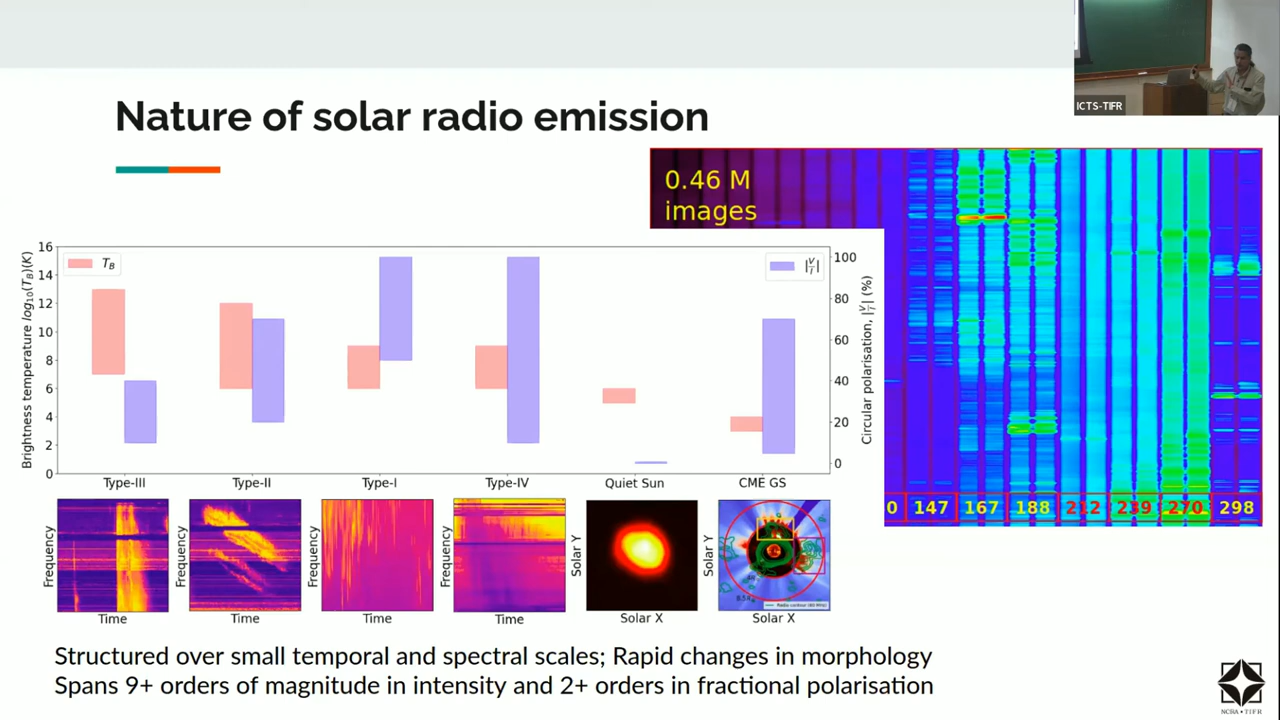 ICTS-TIFR
Nature of solar radio emission
0.46 M
images
16
14
12
10
8
6
4
2
0
Brightness temperature log₁₀(T_B)(K)
T_B
|V/I|
100
80
60
40
20
0
Circular polarisation, |V/I| (%)
Type-III
Type-II
Type-I
Type-IV
Quiet Sun
CME GS
0
147
167
188
212
239
270
298
Frequency
Time
Frequency
Time
Frequency
Time
Frequency
Time
Solar Y
Solar X
Solar Y
Solar X
Structured over small temporal and spectral scales; Rapid changes in morphology
Spans 9+ orders of magnitude in intensity and 2+ orders in fractional polarisation
NCRA • TIFR